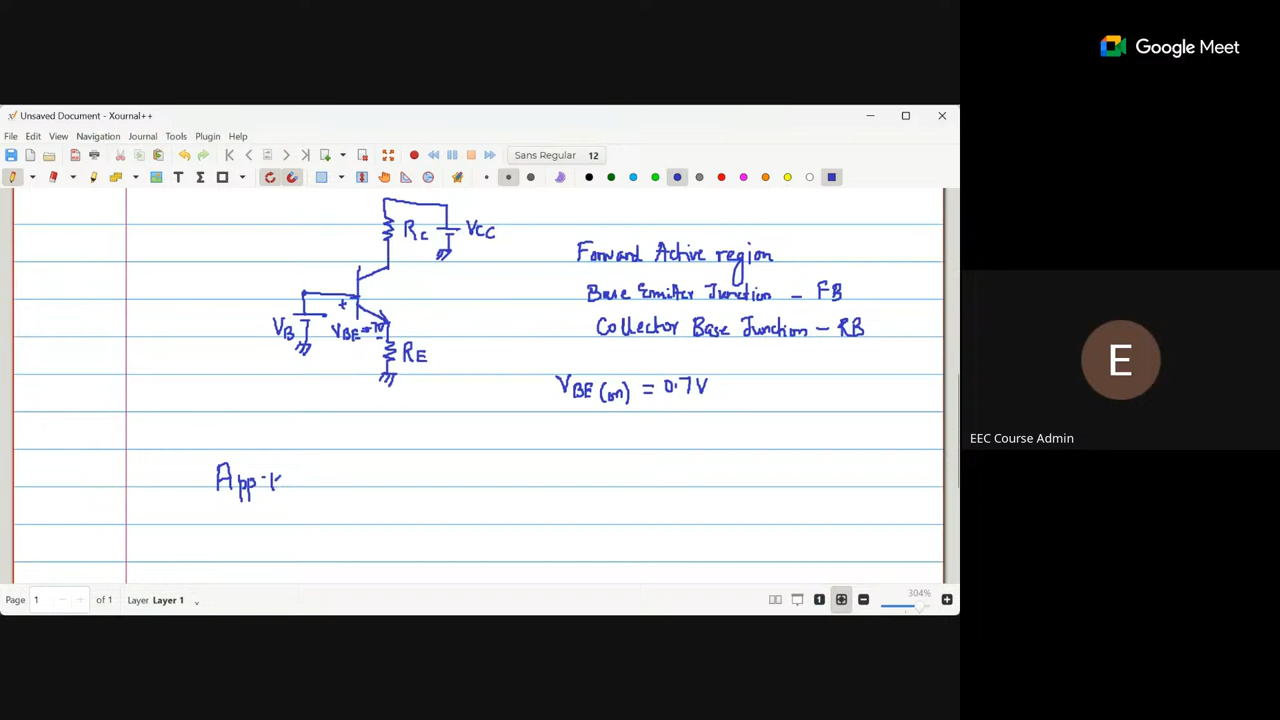 Google Meet
Unsaved Document - Xournal++
File Edit View Navigation Journal Tools Plugin Help
Sans Regular 12
RC VCC
Forward Active region
Base Emitter Junction - FB
Collector Base Junction - RB
VB
+
-
RE
VBE(on) = 0.7V
App
EEC Course Admin
Page 1 of 1 Layer Layer 1
304%